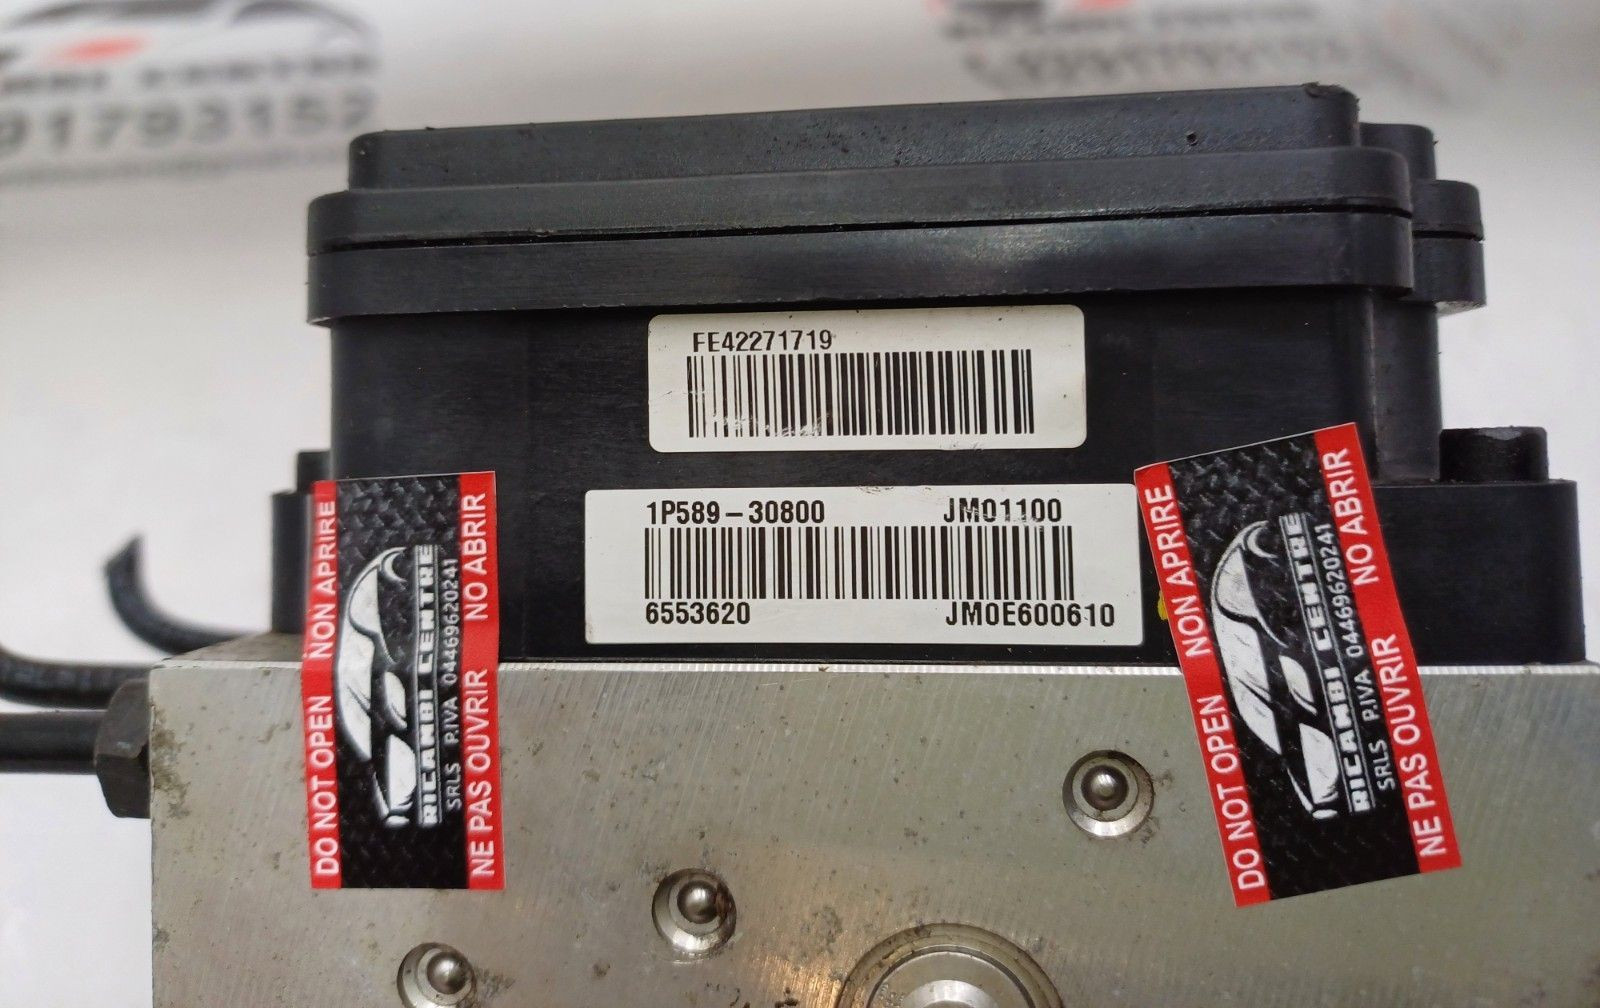 91793152
FE42271719
1P589-30800 JM01100
6553620 JM0E600610
NON APRIRE
DO NOT OPEN
RICAMBI CENTRE
SRLS P.IVA 04469620241
NO ABRIR
NE PAS OUVRIR
NON APRIRE
DO NOT OPEN
RICAMBI CENTRE
SRLS P.IVA 04469620241
NO ABRIR
NE PAS OUVRIR